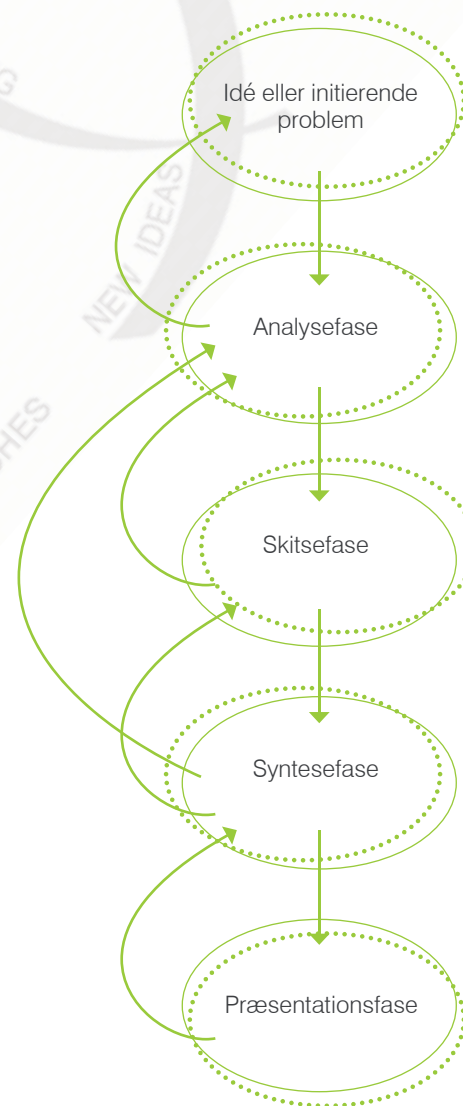 Idé eller initierende
problem
NEW IDEAS
Analysefase
Skitsefase
Syntesefase
Præsentationsfase